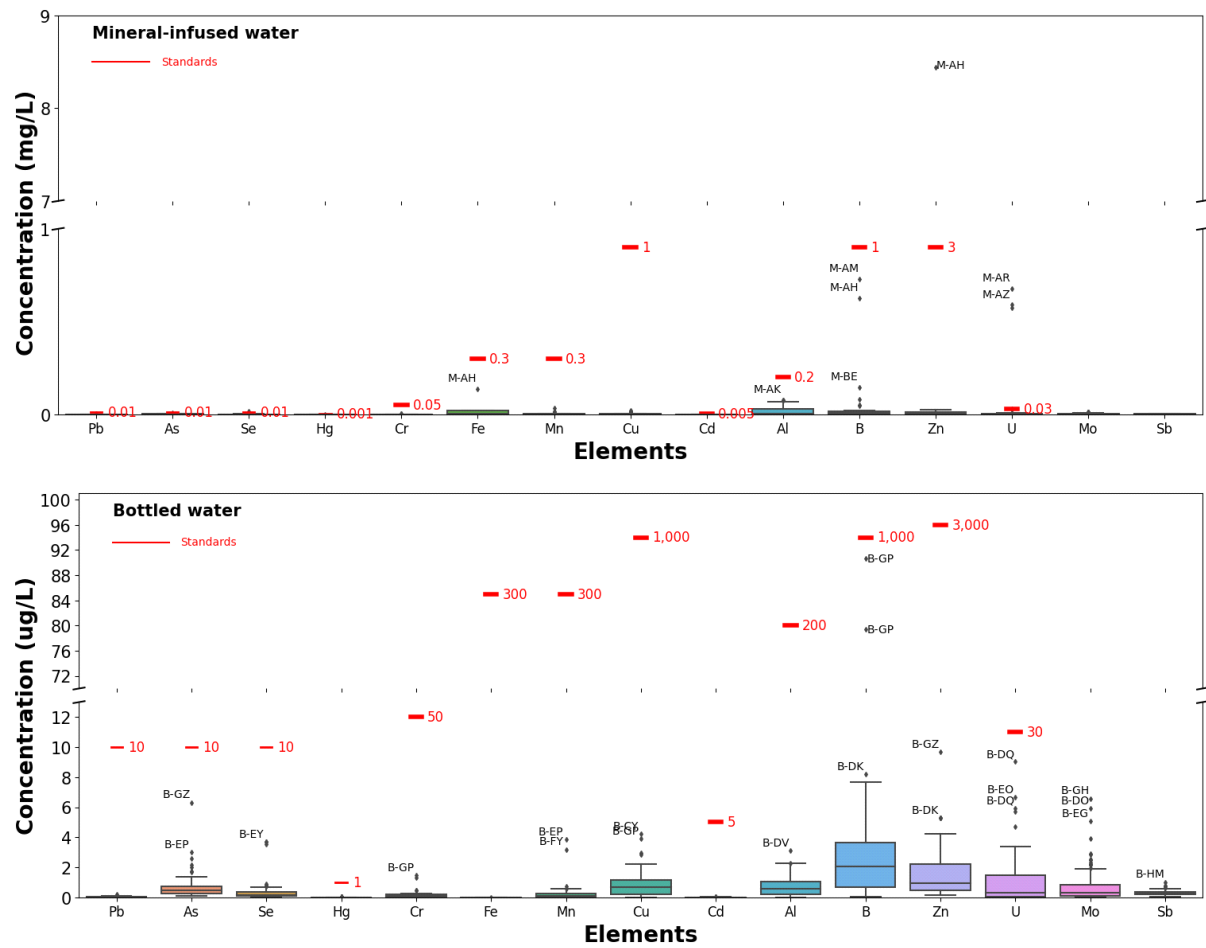 9
Mineral-infused water
Standards
M-AH
8
7
Concentration (mg/L)
1
1
1
3
M-AM
M-AH
M-AR
M-AZ
0.3
0.3
M-AH
M-BE
0.2
M-AK
0.05
0.03
0
0.01
0.01
0.01
0.001
0.005
Pb As Se Hg Cr Fe Mn Cu Cd Al B Zn U Mo Sb
Elements
100
Bottled water
96
3,000
Standards
1,000
1,000
92
B-GP
88
300
300
84
80
200
B-GP
76
72
Concentration (ug/L)
12
50
30
10
10
10
10
B-GZ
B-DQ
8
B-DK
B-GZ
B-EO
B-DQ
B-GH
B-DO
B-EG
6
5
B-DK
B-EY
B-EP
B-FY
B-CY
B-GP
4
B-EP
B-DV
2
B-GP
B-HM
1
0
Pb As Se Hg Cr Fe Mn Cu Cd Al B Zn U Mo Sb
Elements